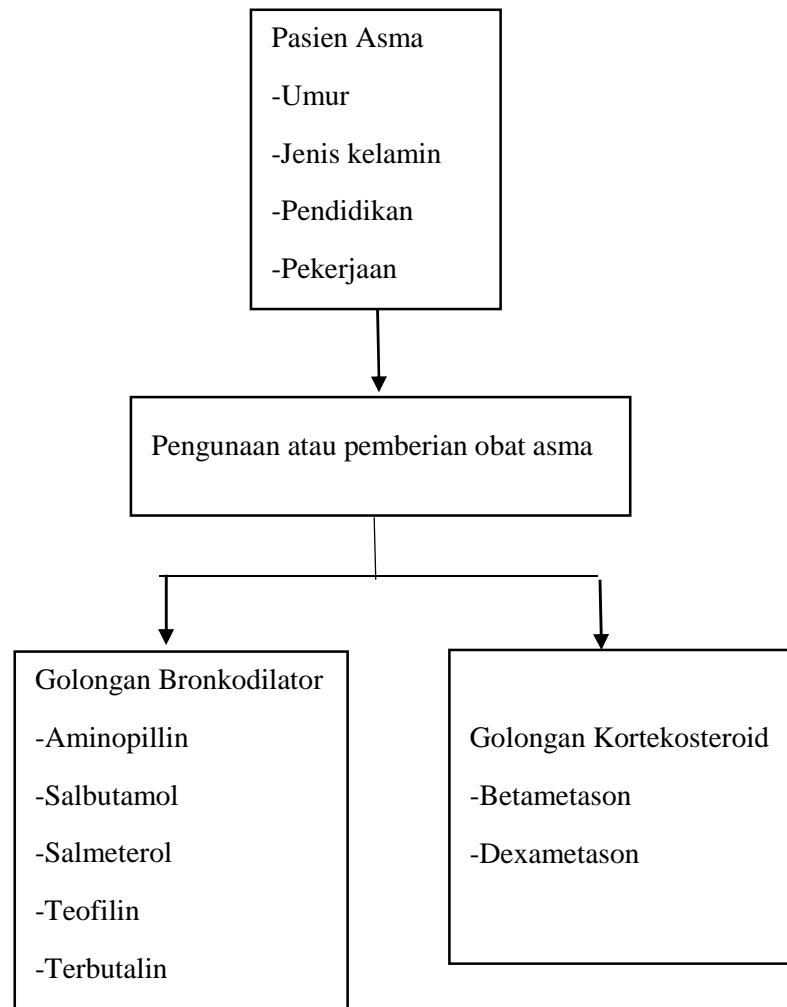 Pasien Asma
-Umur
-Jenis kelamin
-Pendidikan
-Pekerjaan
Pengunaan atau pemberian obat asma
Golongan Bronkodilator
-Aminopillin
-Salbutamol
-Salmeterol
-Teofilin
-Terbutalin
Golongan Kortekosteroid
-Betametason
-Dexametason